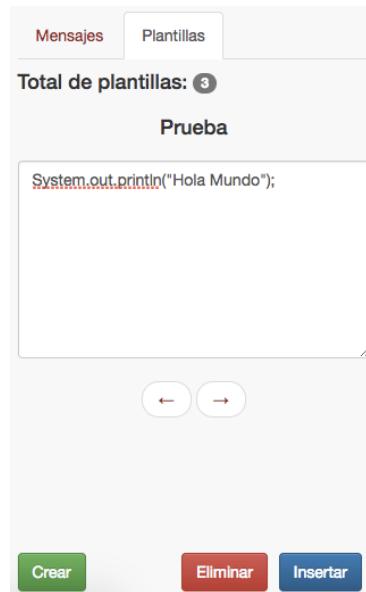 Mensajes Plantillas
Total de plantillas: 3
Prueba
System.out.println("Hola Mundo");
← →
Crear Eliminar Insertar